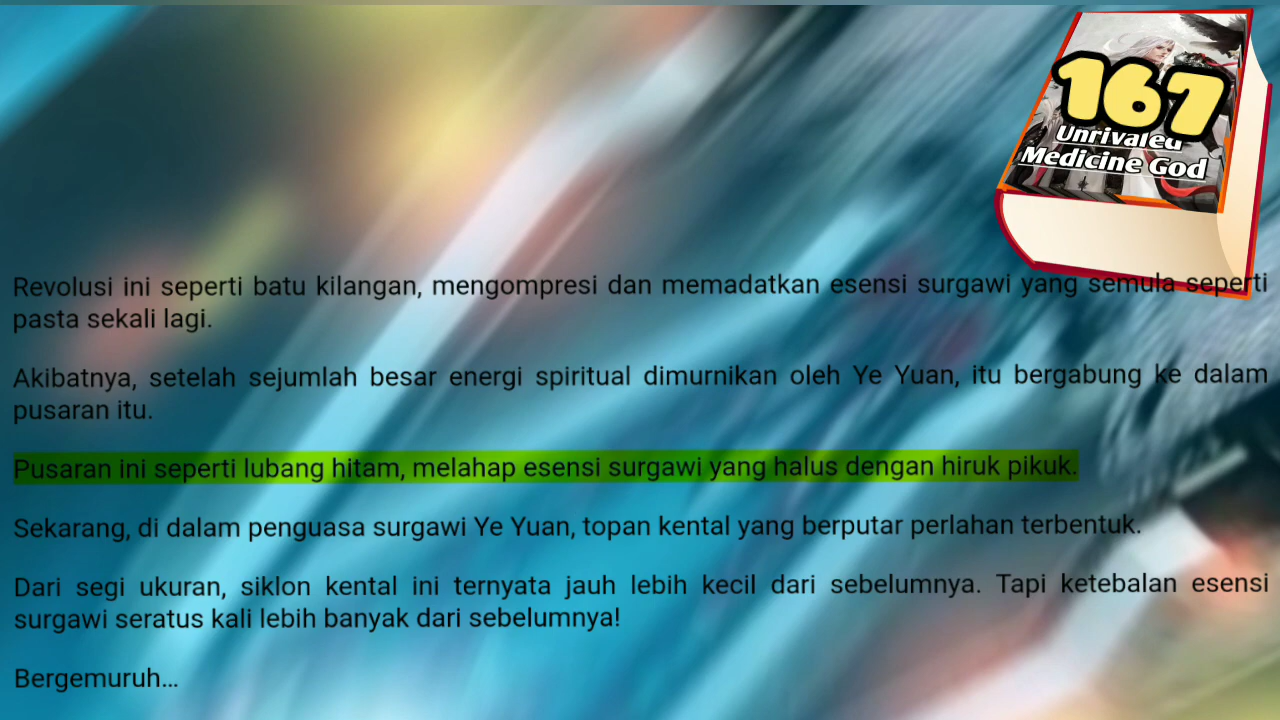 167
Unrivaled
Medicine God
Revolusi ini seperti batu kilangan, mengompresi dan memadatkan esensi surgawi yang semula seperti
pasta sekali lagi.
Akibatnya, setelah sejumlah besar energi spiritual dimurnikan oleh Ye Yuan, itu bergabung ke dalam
pusaran itu.
Pusaran ini seperti lubang hitam, melahap esensi surgawi yang halus dengan hiruk pikuk.
Sekarang, di dalam penguasa surgawi Ye Yuan, topan kental yang berputar perlahan terbentuk.
Dari segi ukuran, siklon kental ini ternyata jauh lebih kecil dari sebelumnya. Tapi ketebalan esensi
surgawi seratus kali lebih banyak dari sebelumnya!
Bergemuruh...